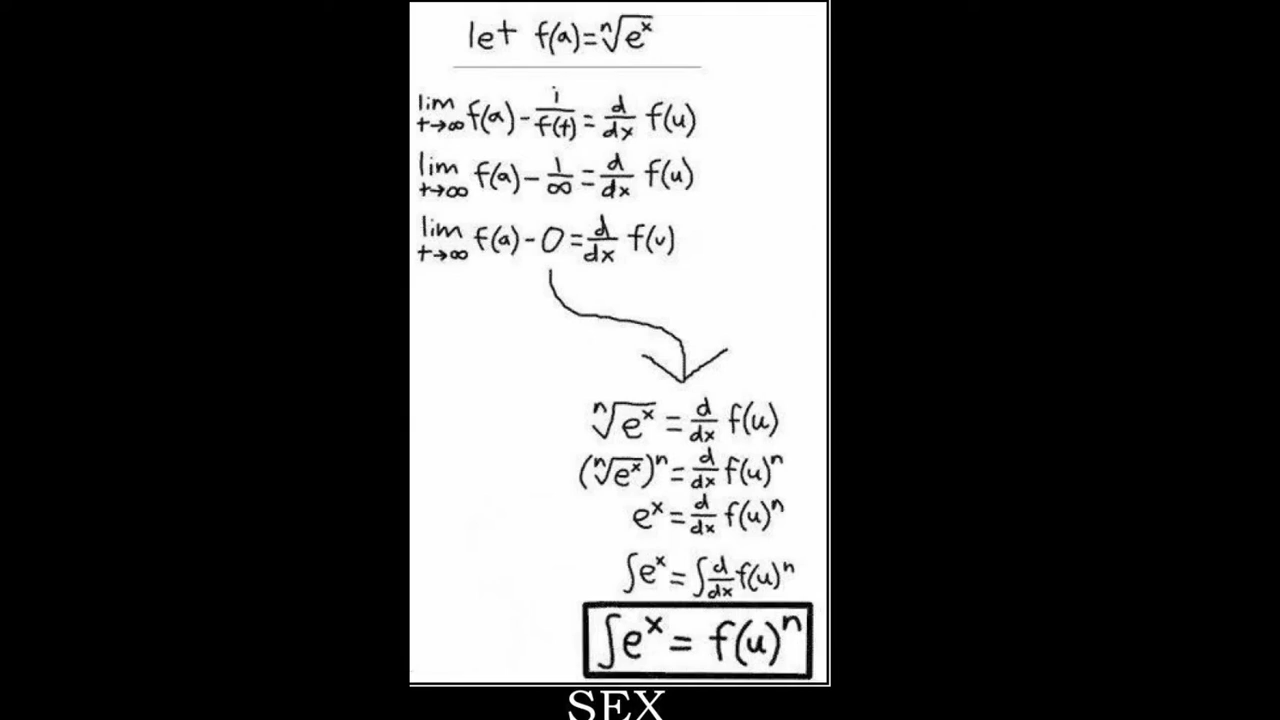 let f(a)=ⁿ√eˣ
lim t→∞ f(a) - i/f(t) = d/dx f(u)
lim t→∞ f(a) - 1/∞ = d/dx f(u)
lim t→∞ f(a) - 0 = d/dx f(u)
ⁿ√eˣ = d/dx f(u)
(ⁿ√eˣ)ⁿ = d/dx f(u)ⁿ
eˣ = d/dx f(u)ⁿ
∫eˣ = ∫d/dx f(u)ⁿ
∫eˣ = f(u)ⁿ
SEX